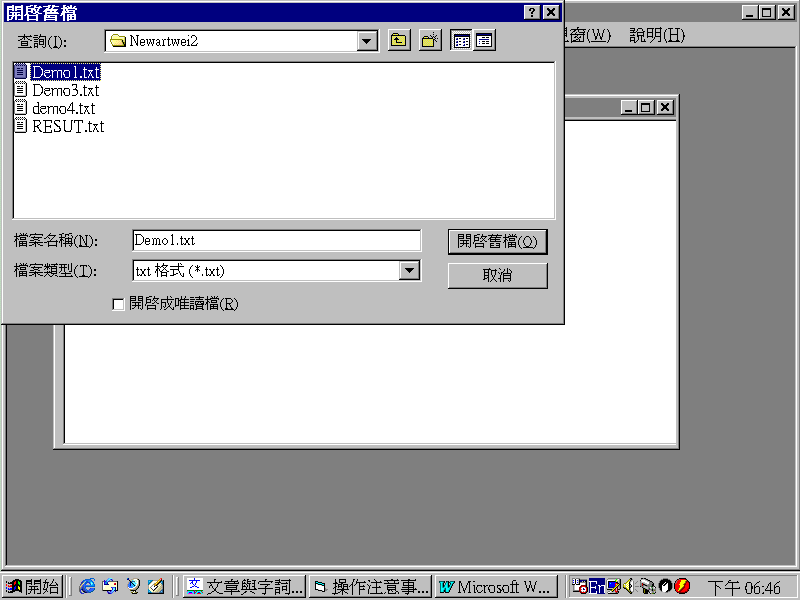 開啓舊檔
查詢(I):
Newartwei2
視窗(W) 說明(H)
Demo1.txt
Demo3.txt
demo4.txt
RESUT.txt
檔案名稱(N):
Demo1.txt
開啓舊檔(O)
檔案類型(T):
txt 格式 (*.txt)
取消
開啓成唯讀檔(R)
開始
文章與字詞...
操作注意事...
Microsoft W...
En
下午 06:46